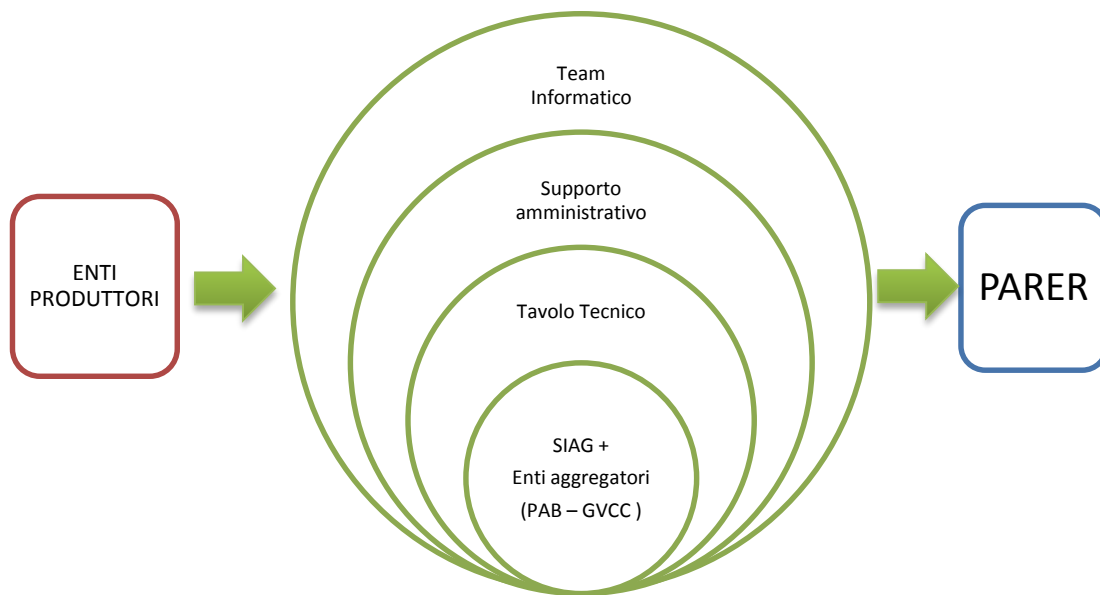 Team
Informatico
Supporto
amministrativo
ENTI
PRODUTTORI
PARER
Tavolo Tecnico
SIAG +
Enti aggregatori
(PAB – GVCC )